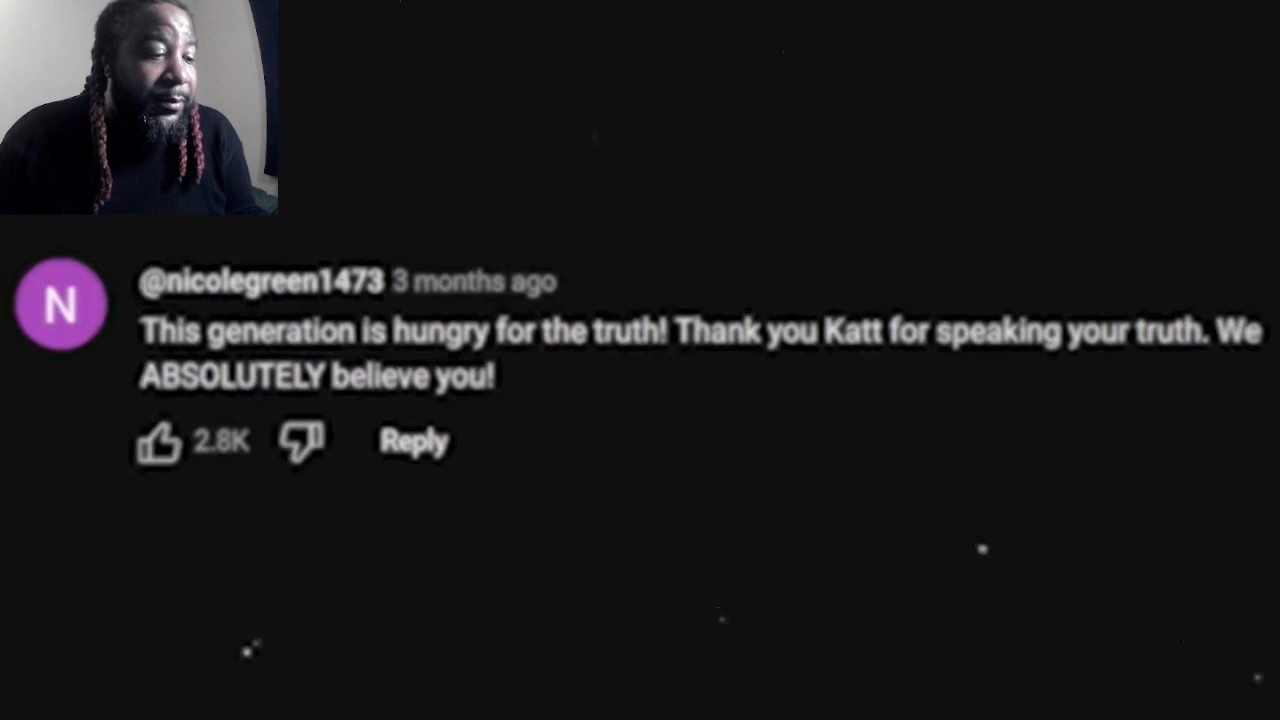 N
@nicolegreen1473 3 months ago
This generation is hungry for the truth! Thank you Katt for speaking your truth. We
ABSOLUTELY believe you!
2.8K Reply